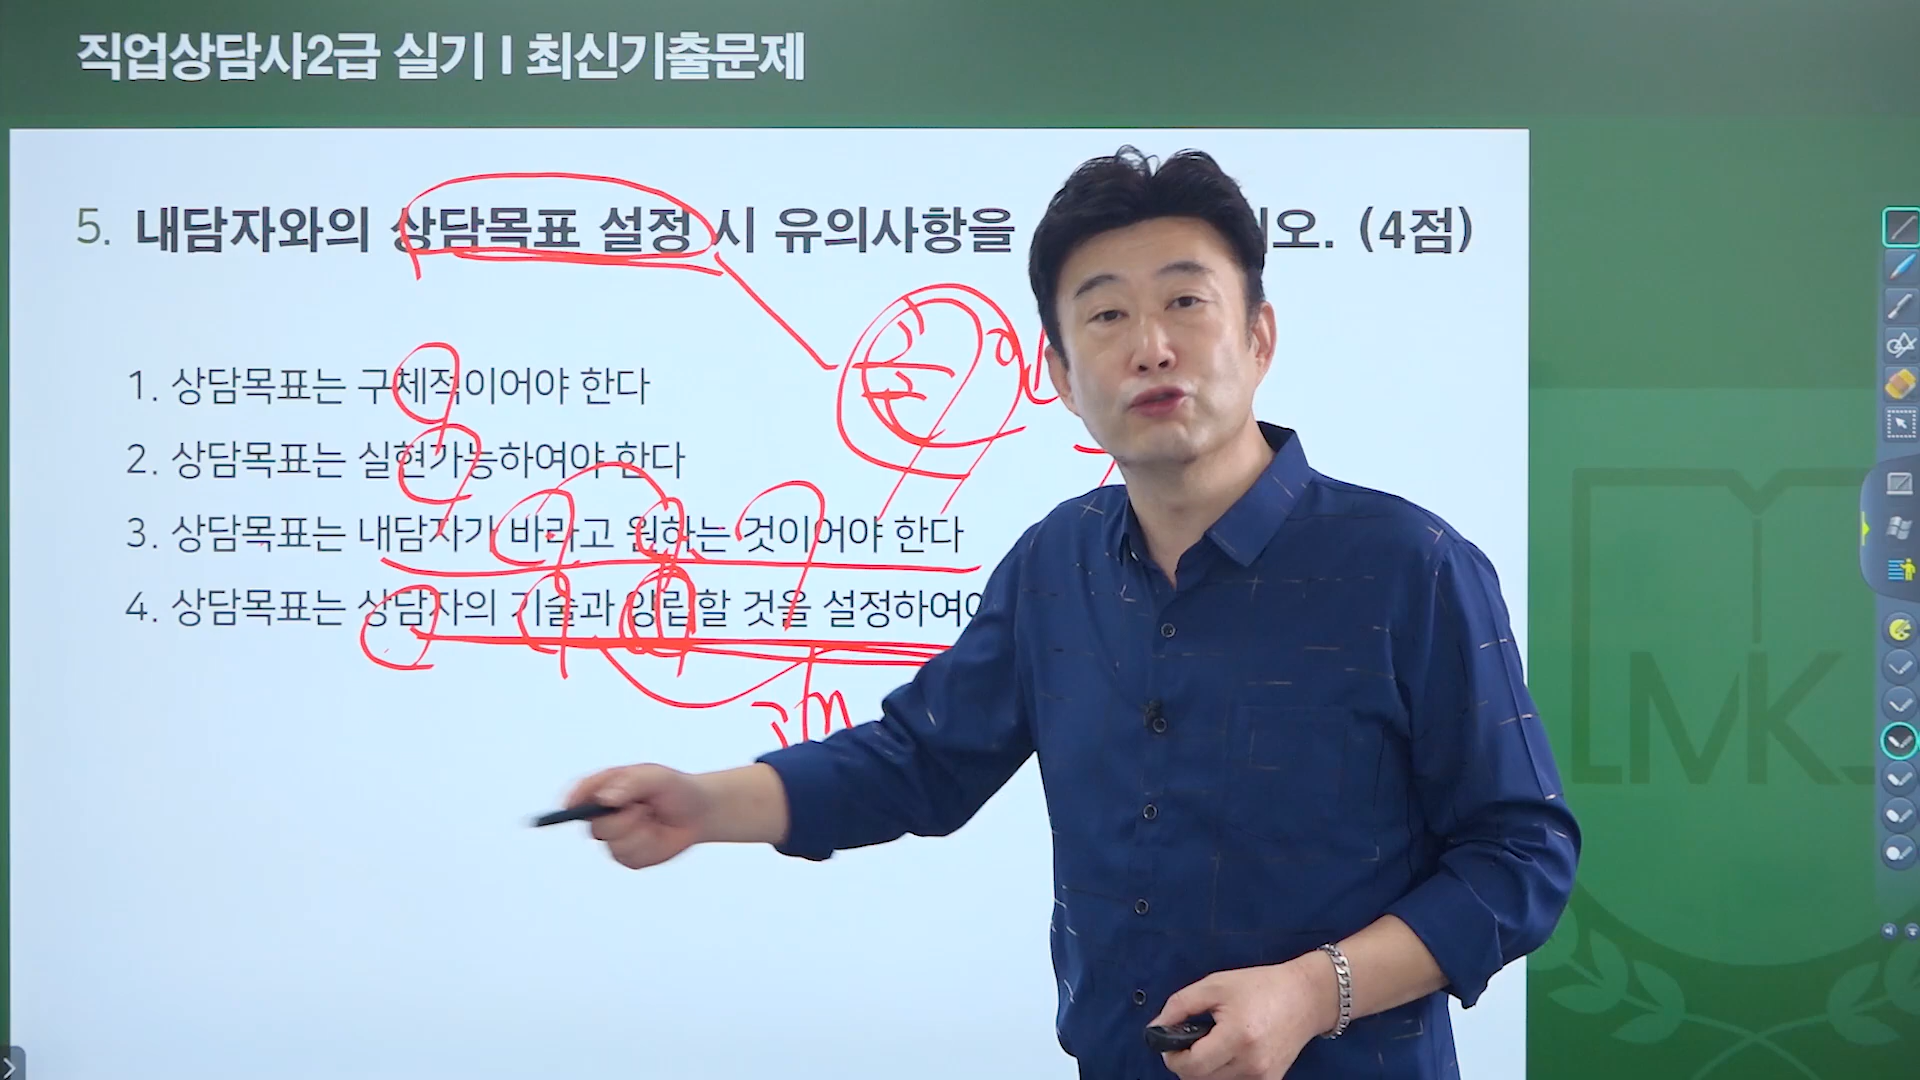 직업상담사2급 실기 | 최신기출문제
5. 내담자와의 상담목표 설정 시 유의사항을 오. (4점)
1. 상담목표는 구체적이어야 한다
2. 상담목표는 실현가능하여야 한다
3. 상담목표는 내담자가 바라고 원하는 것이어야 한다
4. 상담목표는 상담자의 기술과 양립할 것을 설정하여야
MK